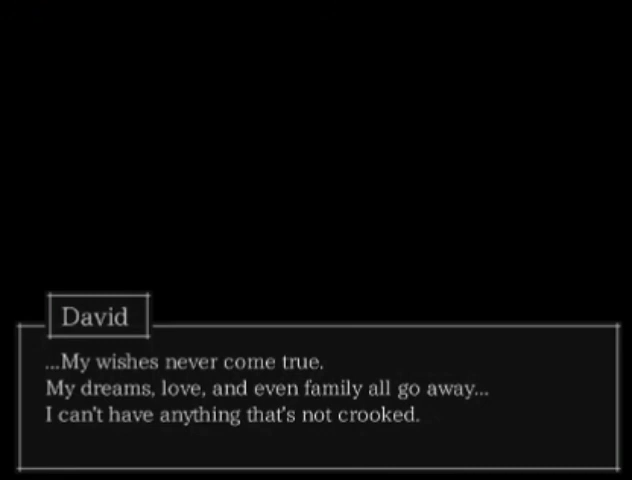 David
...My wishes never come true.
My dreams, love, and even family all go away...
I can't have anything that's not crooked.